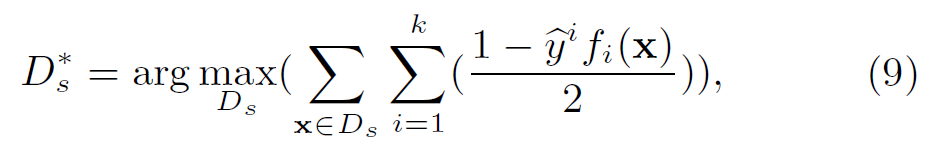 $D_s^* = \arg\max_{D_s}(\sum_{\mathbf{x} \in D_s} \sum_{i=1}^{k} (\frac{1 - \widehat{y}^i f_i(\mathbf{x})}{2})),$ (9)